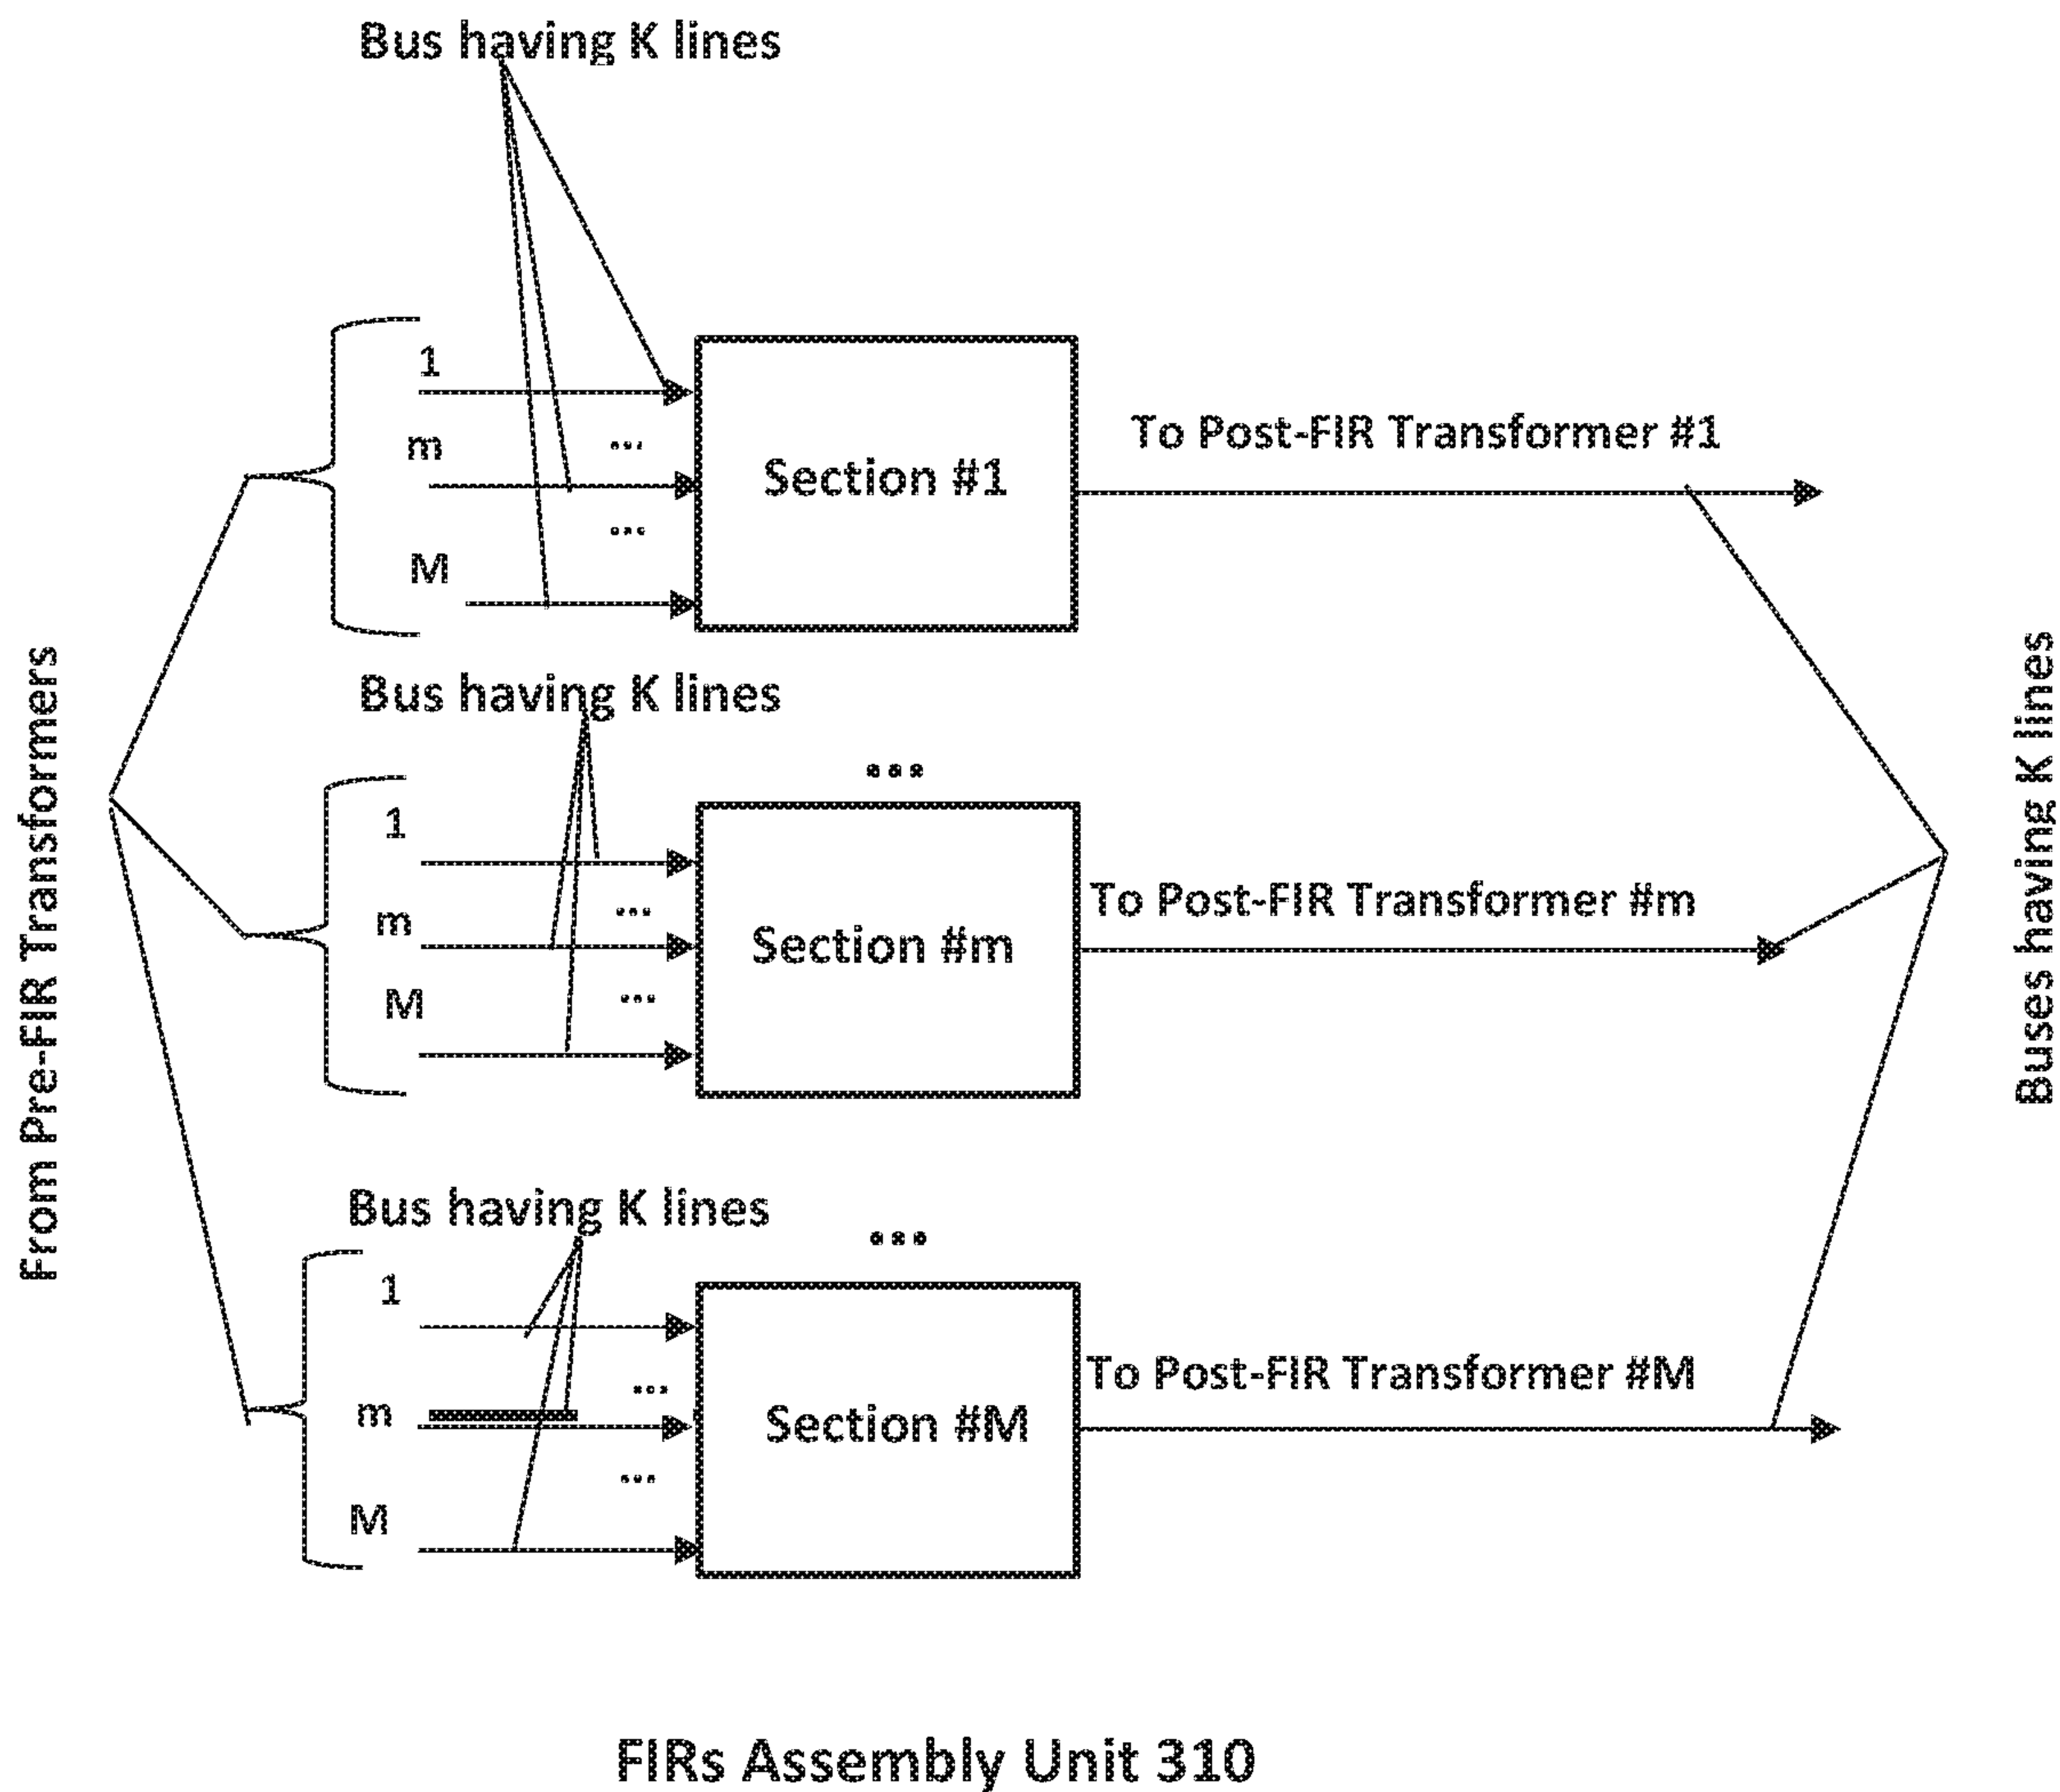 Bus having K lines
1
m
...
Section #1
To Post-FIR Transformer #1
...
M
From Pre-FIR Transformers
Buses having K lines
Bus having K lines
...
1
m
...
Section #m
To Post-FIR Transformer #m
M
...
Bus having K lines
...
1
...
m
Section #M
To Post-FIR Transformer #M
...
M
FIRs Assembly Unit 310